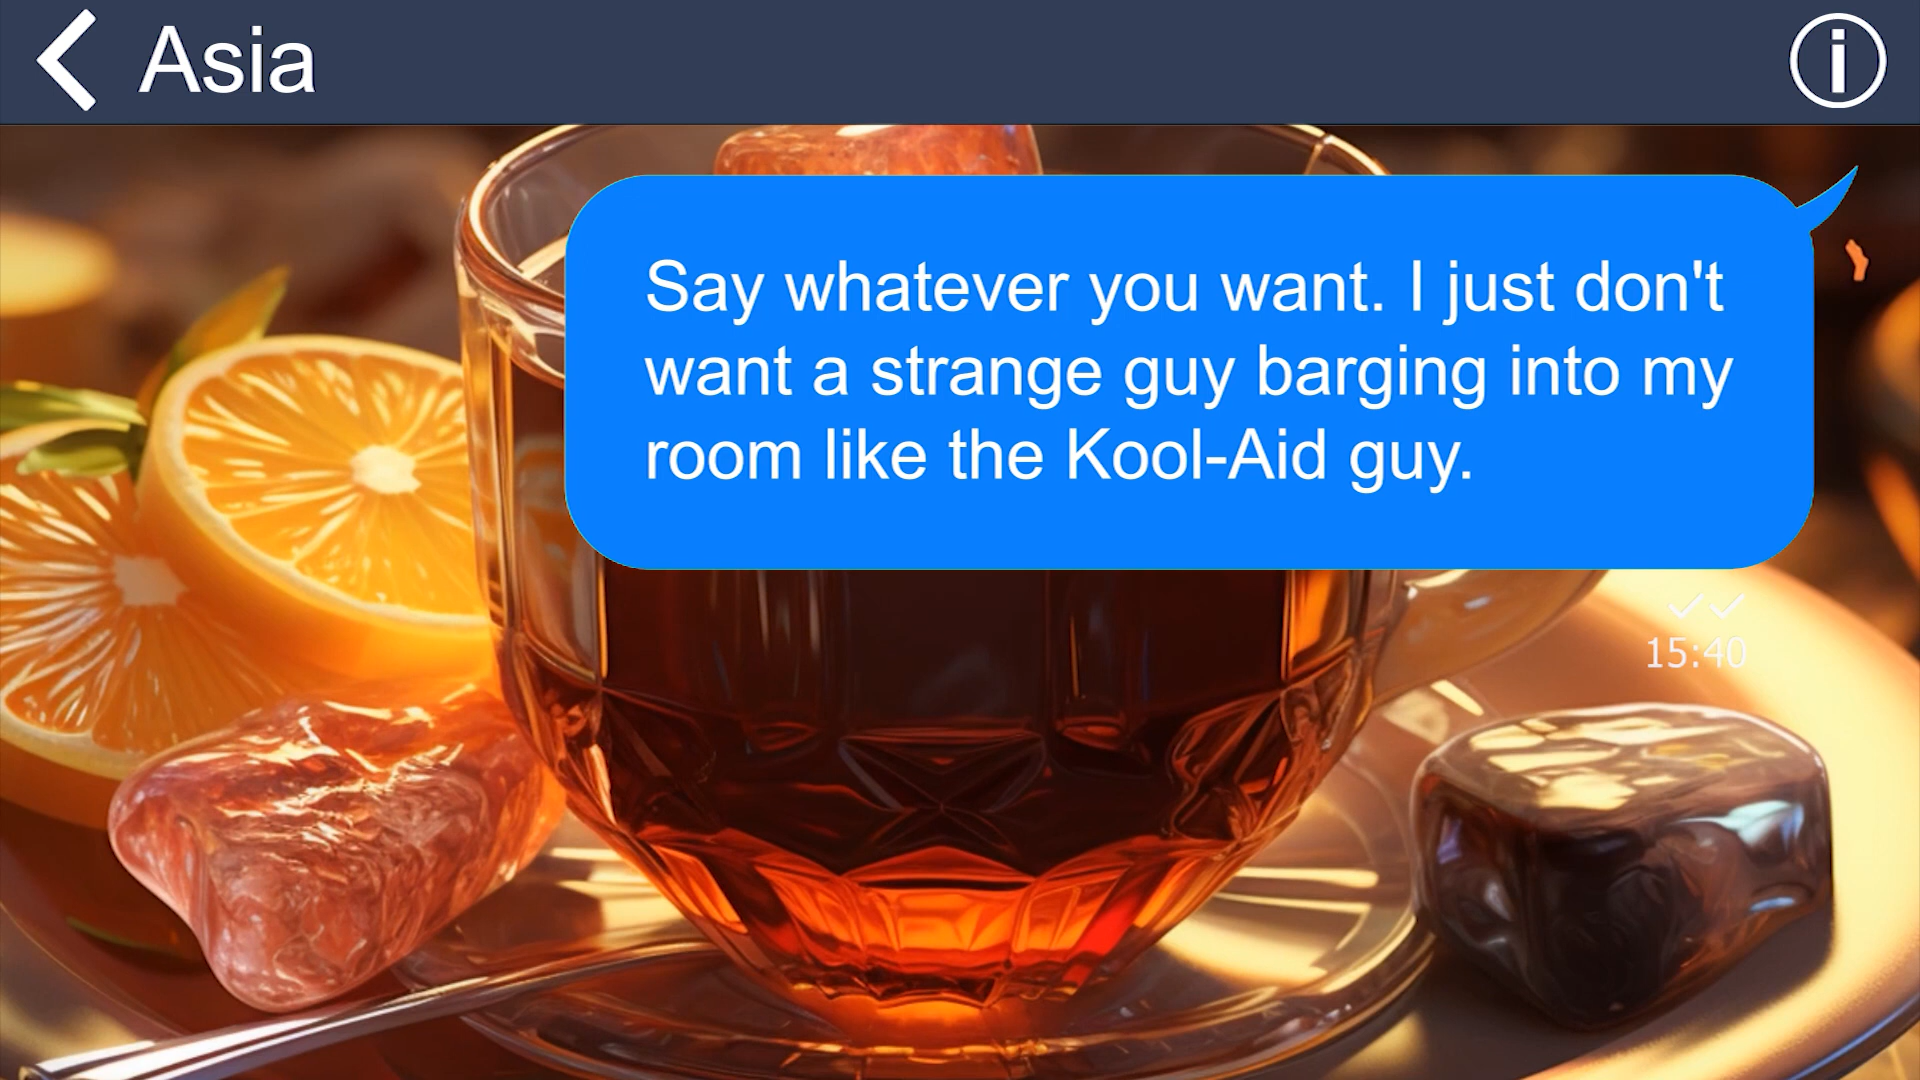 Asia
Say whatever you want. I just don't
want a strange guy barging into my
room like the Kool-Aid guy.
15:40